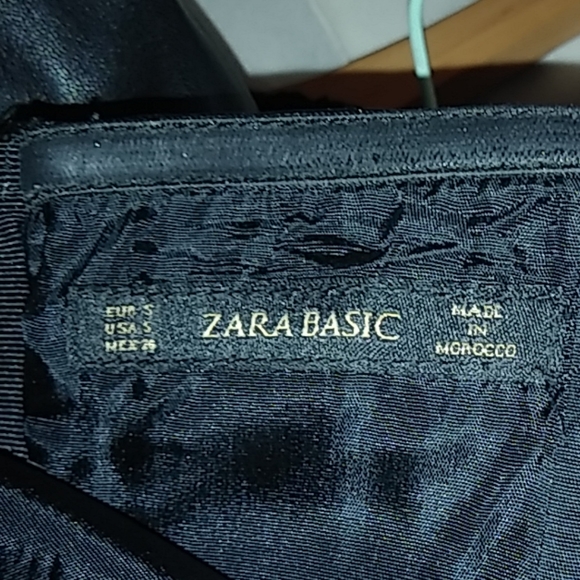 EUR S
USA S
MEX 26
ZARA BASIC
MADE
IN
MOROCCO